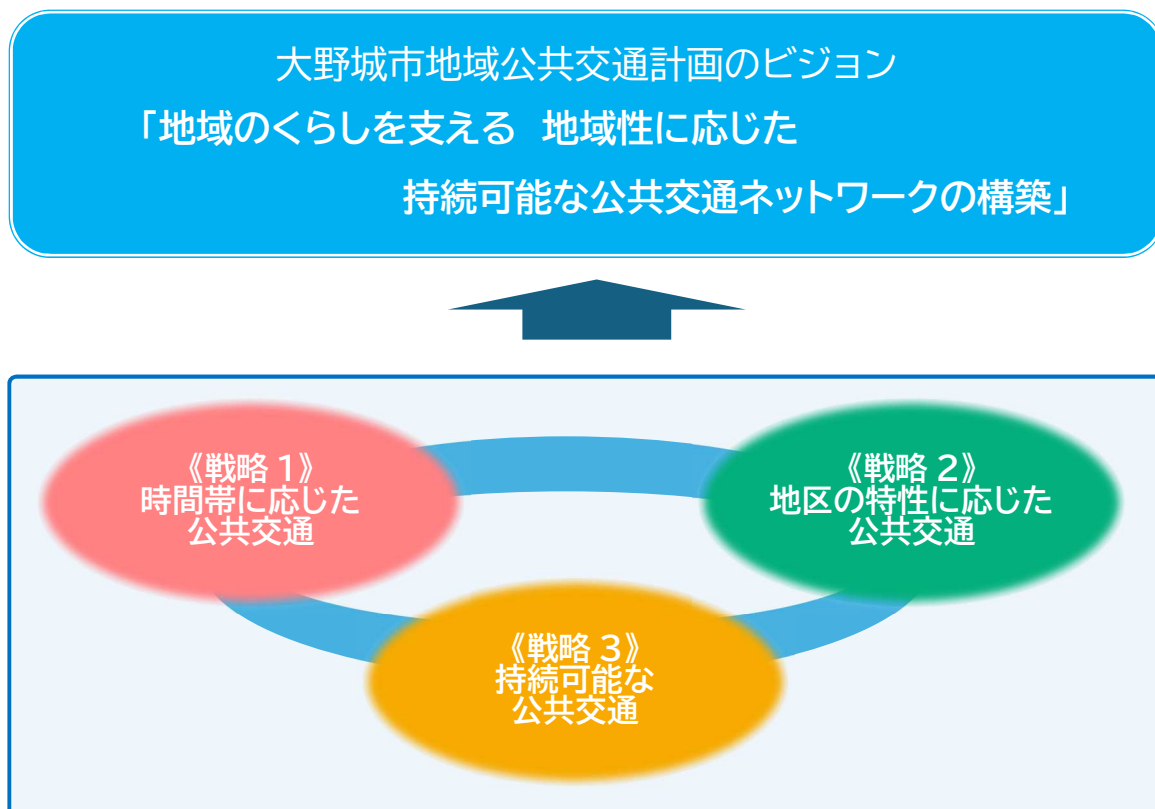 大野城市地域公共交通計画のビジョン
「地域のくらしを支える　地域性に応じた
持続可能な公共交通ネットワークの構築」
《戦略 1》
時間帯に応じた
公共交通
《戦略 2》
地区の特性に応じた
公共交通
《戦略 3》
持続可能な
公共交通